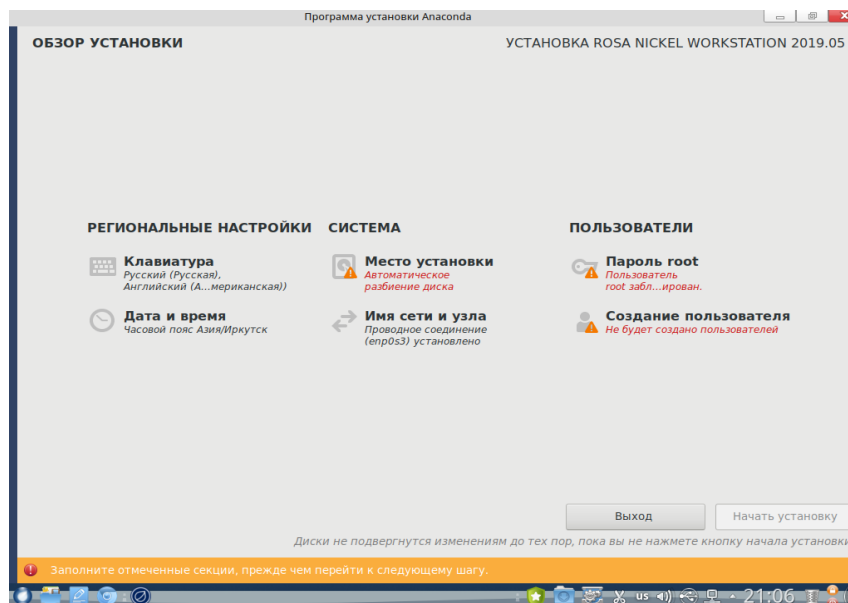 Программа установки Anaconda
ОБЗОР УСТАНОВКИ
УСТАНОВКА ROSA NICKEL WORKSTATION 2019.05
РЕГИОНАЛЬНЫЕ НАСТРОЙКИ
Клавиатура
Русский (Русская),
Английский (А...мериканская))
Дата и время
Часовой пояс Азия/Иркутск
СИСТЕМА
Место установки
Автоматическое
разбиение диска
Имя сети и узла
Проводное соединение
(enp0s3) установлено
ПОЛЬЗОВАТЕЛИ
Пароль root
Пользователь
root забл...ирован.
Создание пользователя
Не будет создано пользователей
Выход
Начать установку
Диски не подвергнутся изменениям до тех пор, пока вы не нажмете кнопку начала установки
Заполните отмеченные секции, прежде чем перейти к следующему шагу.
us
21:06